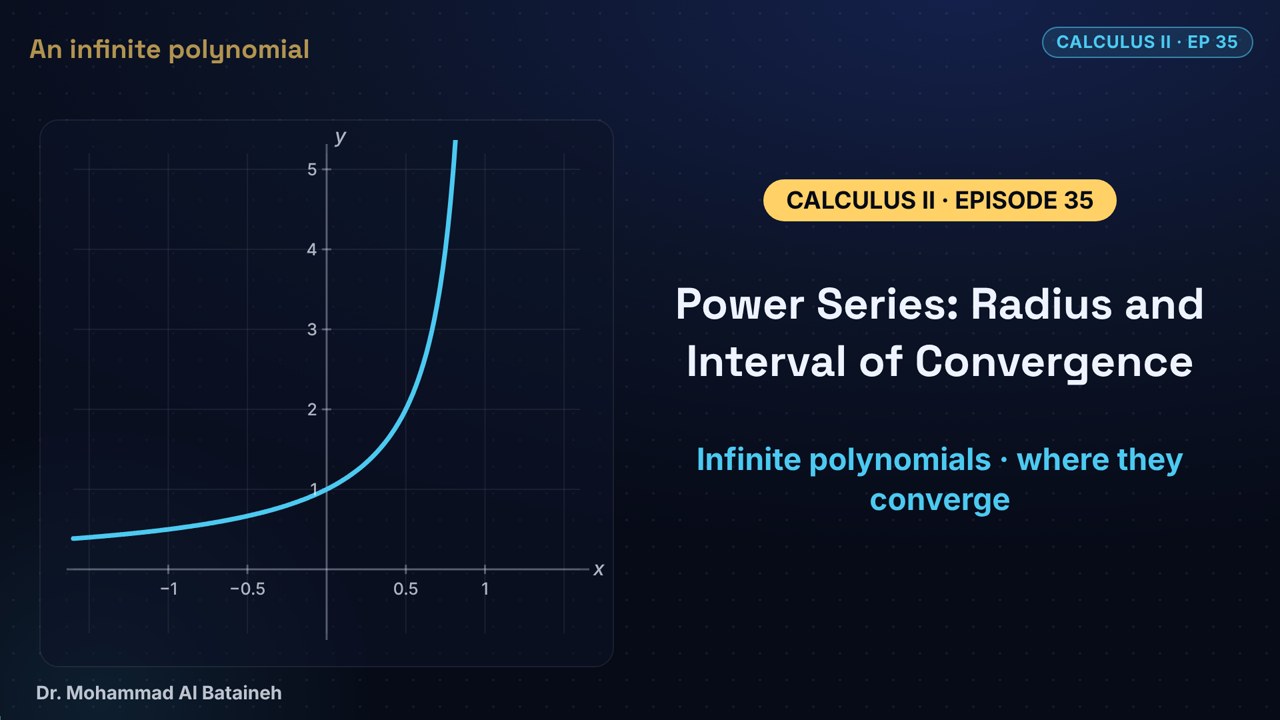 An infinite polynomial
CALCULUS II · EP 35
y
5
4
3
2
1
x
−1
−0.5
0.5
1
CALCULUS II · EPISODE 35
Power Series: Radius and
Interval of Convergence
Infinite polynomials · where they
converge
Dr. Mohammad Al Bataineh